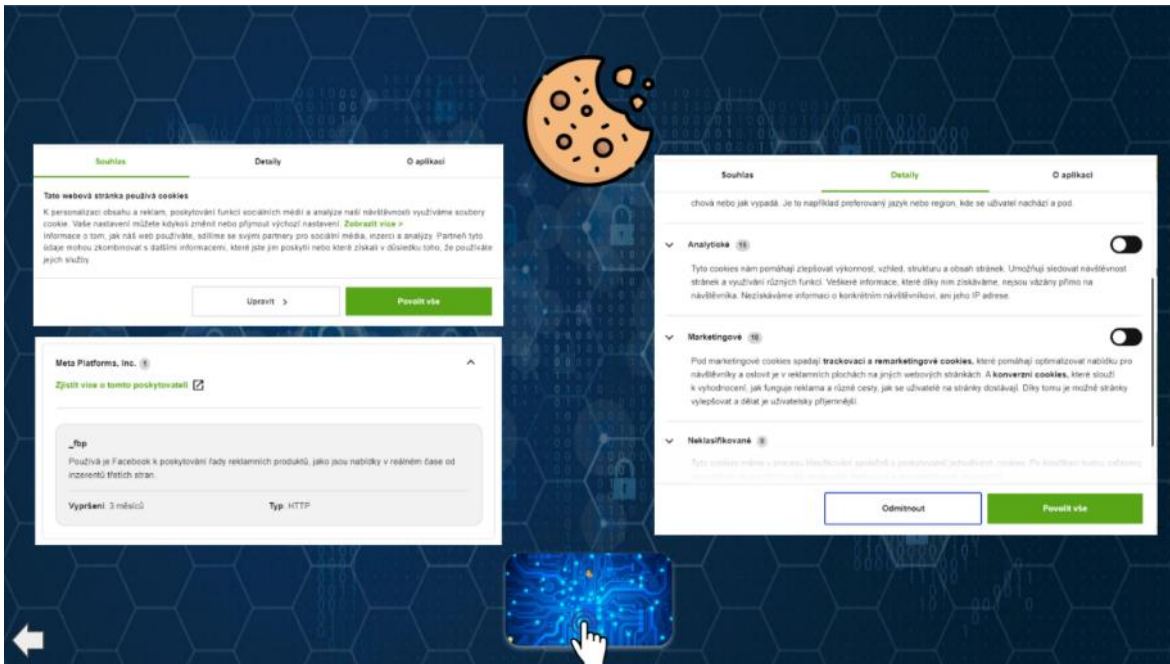 Souhlas Detaily O aplikaci
Tato webová stránka používá cookies
K personalizaci obsahu a reklam, poskytování funkcí sociálních médií a analýze naší návštěvnosti využíváme soubory
cookie. Vaše nastavení můžete kdykoli změnit nebo přijmout výchozí nastavení. Zobrazit více >
Informace o tom, jak náš web používáte, sdílíme se svými partnery pro sociální média, inzerci a analýzy. Partneři tyto
údaje mohou zkombinovat s dalšími informacemi, které jste jim poskytli nebo které získali v důsledku toho, že používáte
jejich služby.
Upravit >
Povolit vše
Meta Platforms, Inc. 1
Zjistit více o tomto poskytovateli
_fbp
Používá je Facebook k poskytování řady reklamních produktů, jako jsou nabídky v reálném čase od
inzerentů třetích stran.
Vypršení: 3 měsíců Typ: HTTP
Souhlas Detaily O aplikaci
chová nebo jak vypadá. Je to například preferovaný jazyk nebo region, kde se uživatel nachází a pod.
Analytické 15
Tyto cookies nám pomáhají zlepšovat výkonnost, vzhled, strukturu a obsah stránek. Umožňují sledovat návštěvnost
stránek a využívání různých funkcí. Veškeré informace, které díky nim získáváme, nejsou vázány přímo na
návštěvníka. Nezískáváme informaci o konkrétním návštěvníkovi, ani jeho IP adrese.
Marketingové
Pod marketingové cookies spadají trackovací a remarketingové cookies, které pomáhají optimalizovat nabídku pro
návštěvníky a oslovit je v reklamních plochách na jiných webových stránkách. A konverzní cookies, které slouží
k vyhodnocení, jak funguje reklama a různé cesty, jak se uživatelé na stránky dostávají. Díky tomu je možné stránky
vylepšovat a dělat je uživatelsky příjemnější.
Neklasifikované
Odmítnout
Povolit vše